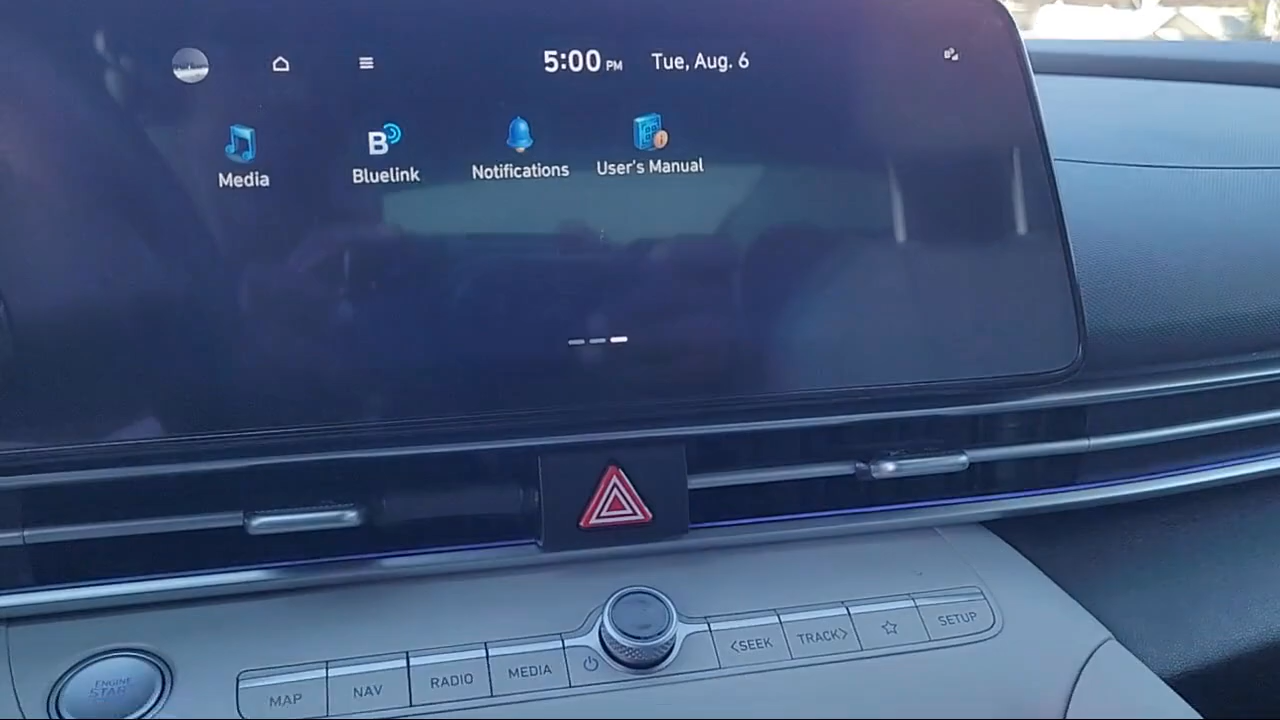 5:00 PM Tue, Aug. 6
Media
Bluelink
Notifications
User's Manual
ENGINE
START
MAP
NAV
RADIO
MEDIA
<SEEK
TRACK>
SETUP